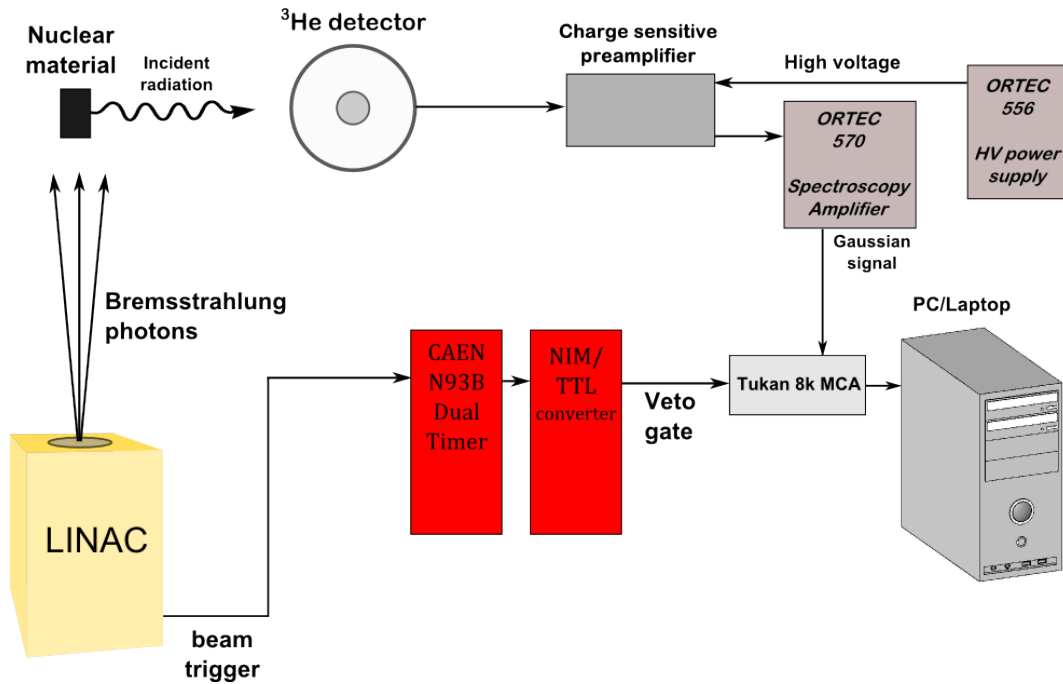 ³He detector
Nuclear
material
Incident
radiation
Charge sensitive
preamplifier
High voltage
ORTEC
556
HV power
supply
ORTEC
570
Spectroscopy
Amplifier
Gaussian
signal
Bremsstrahlung
photons
PC/Laptop
CAEN
N93B
Dual
Timer
NIM/
TTL
converter
Veto
gate
Tukan 8k MCA
LINAC
beam
trigger